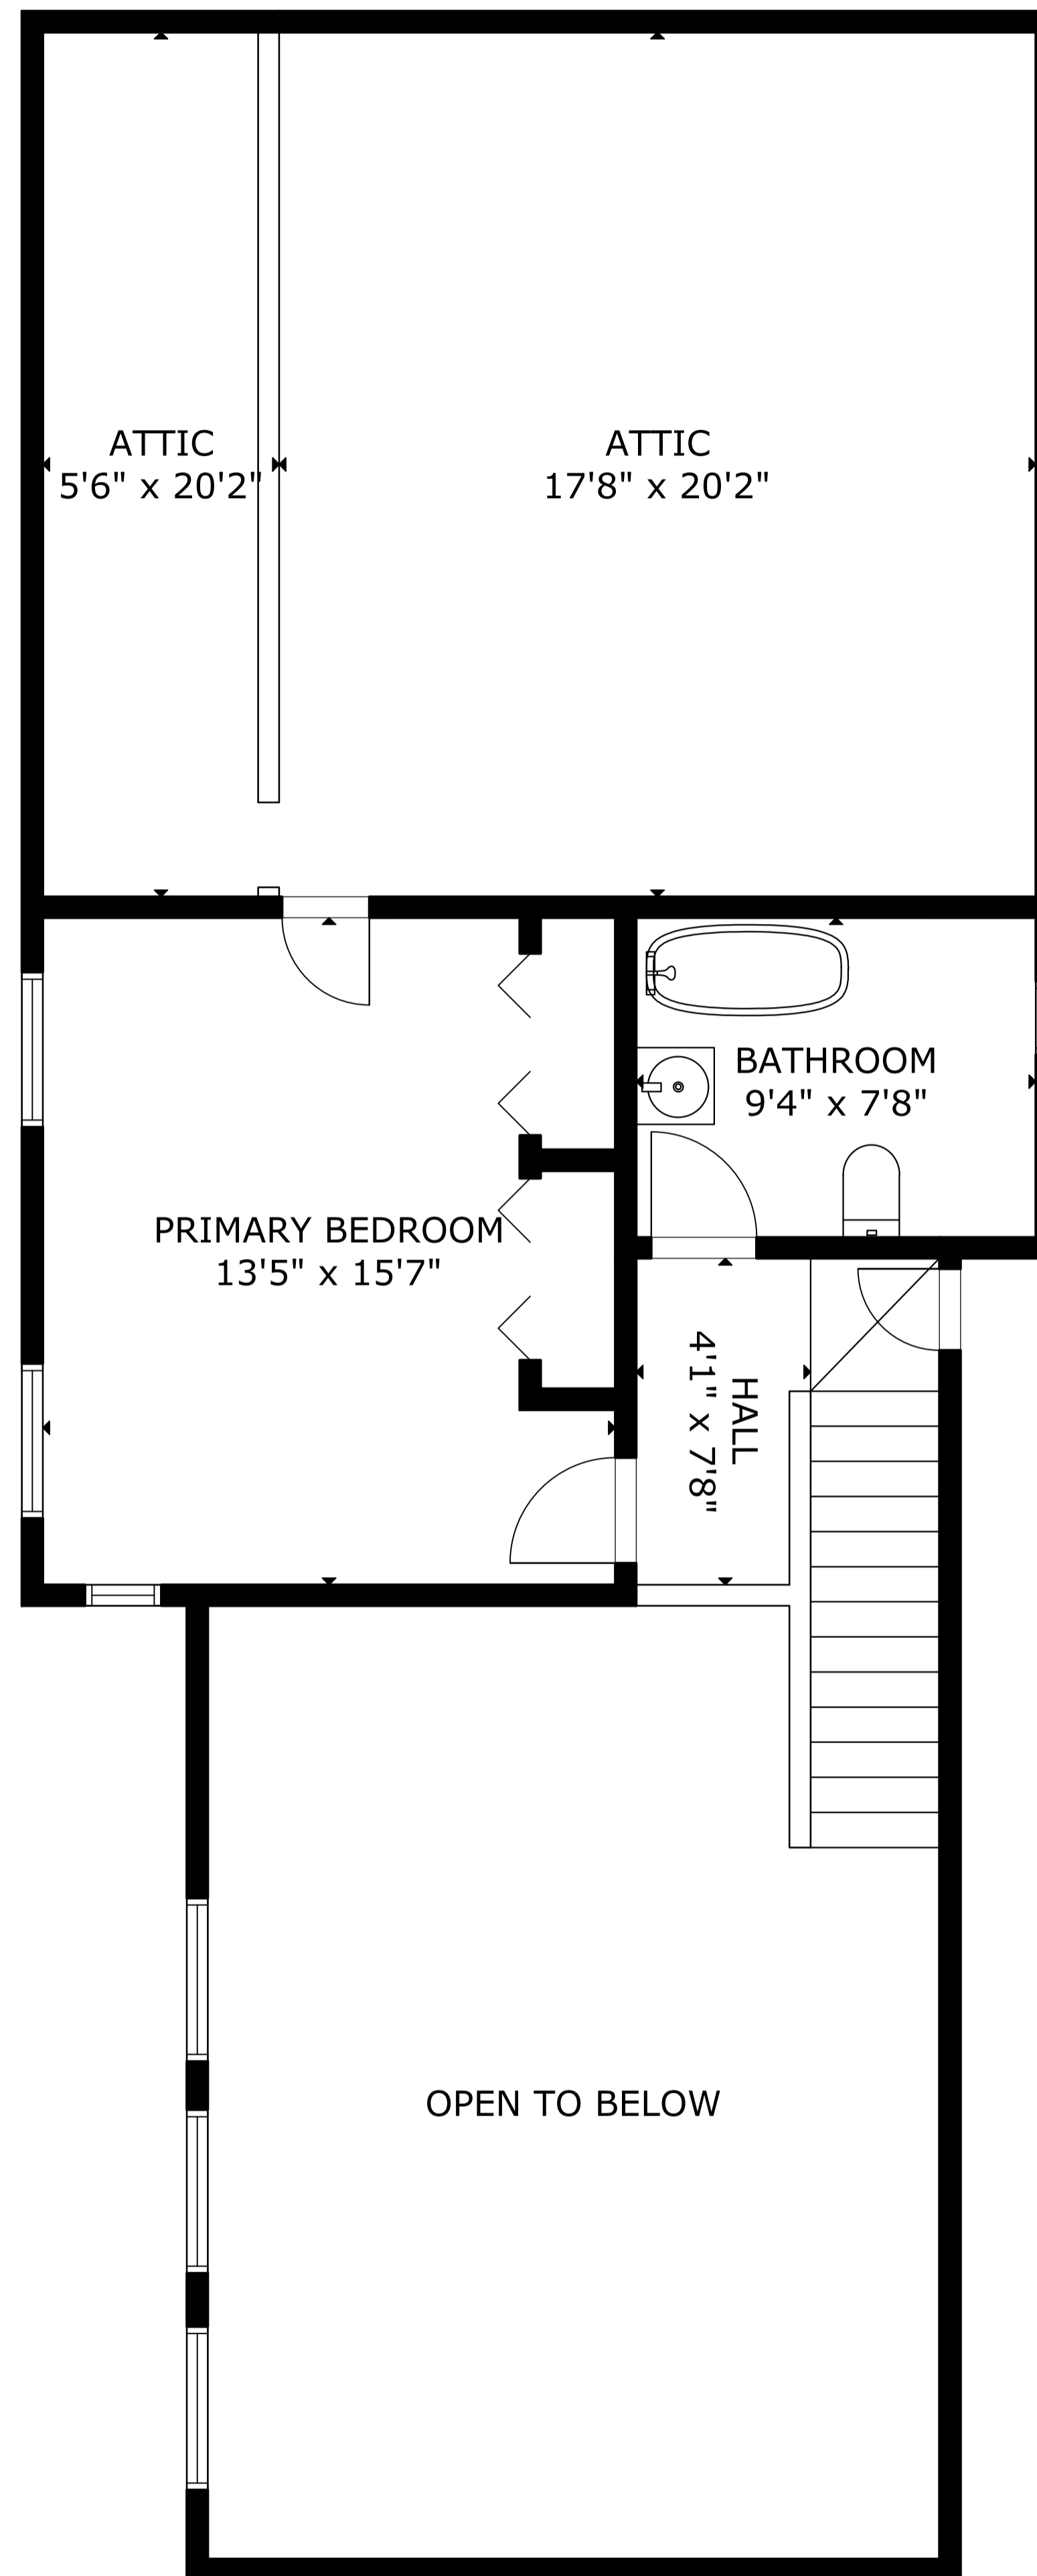 ATTIC
5'6" x 20'2"
ATTIC
17'8" x 20'2"
BATHROOM
9'4" x 7'8"
PRIMARY BEDROOM
13'5" x 15'7"
HALL
4'1" x 7'8"
OPEN TO BELOW